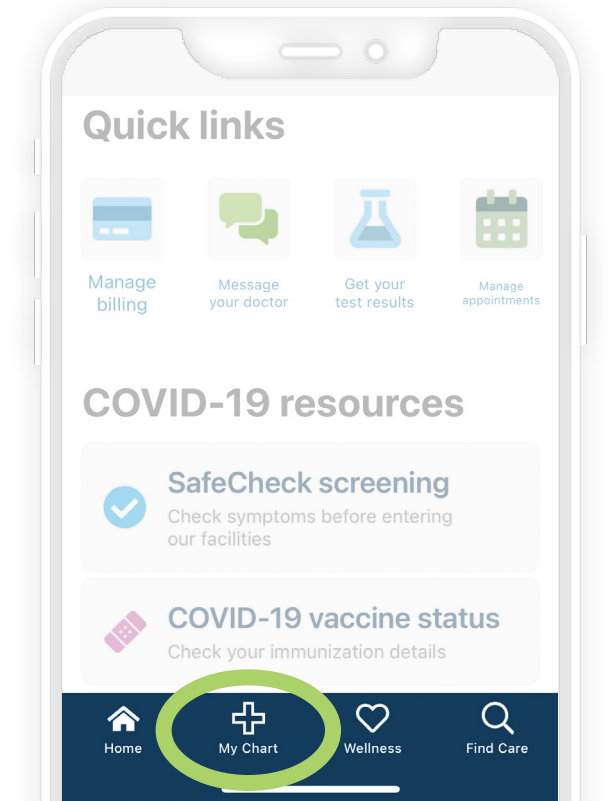 Quick links
Manage
billing
Message
your doctor
Get your
test results
Manage
appointments
COVID-19 resources
SafeCheck screening
Check symptoms before entering
our facilities
COVID-19 vaccine status
Check your immunization details
Home
My Chart
Wellness
Find Care